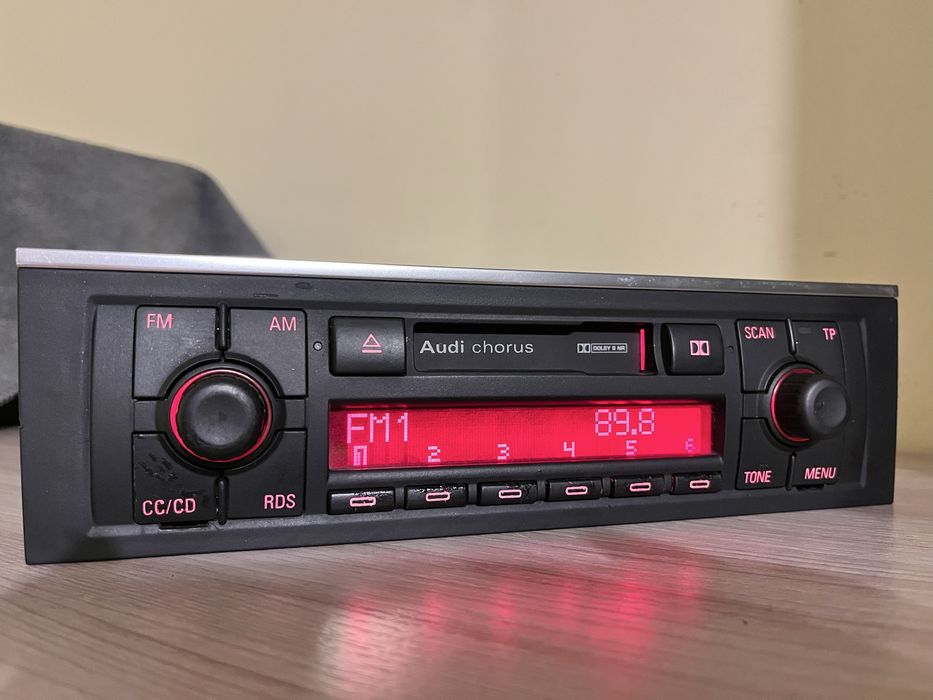 FM
AM
Audi chorus
DOLBY B NR
SCAN
TP
FM1
89.8
1 2 3 4 5 6
CC/CD
RDS
TONE
MENU